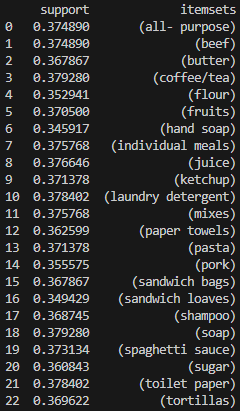 support itemsets
0 0.374890 (all- purpose)
1 0.374890 (beef)
2 0.367867 (butter)
3 0.379280 (coffee/tea)
4 0.352941 (flour)
5 0.370500 (fruits)
6 0.345917 (hand soap)
7 0.375768 (individual meals)
8 0.376646 (juice)
9 0.371378 (ketchup)
10 0.378402 (laundry detergent)
11 0.375768 (mixes)
12 0.362599 (paper towels)
13 0.371378 (pasta)
14 0.355575 (pork)
15 0.367867 (sandwich bags)
16 0.349429 (sandwich loaves)
17 0.368745 (shampoo)
18 0.379280 (soap)
19 0.373134 (spaghetti sauce)
20 0.360843 (sugar)
21 0.378402 (toilet paper)
22 0.369622 (tortillas)